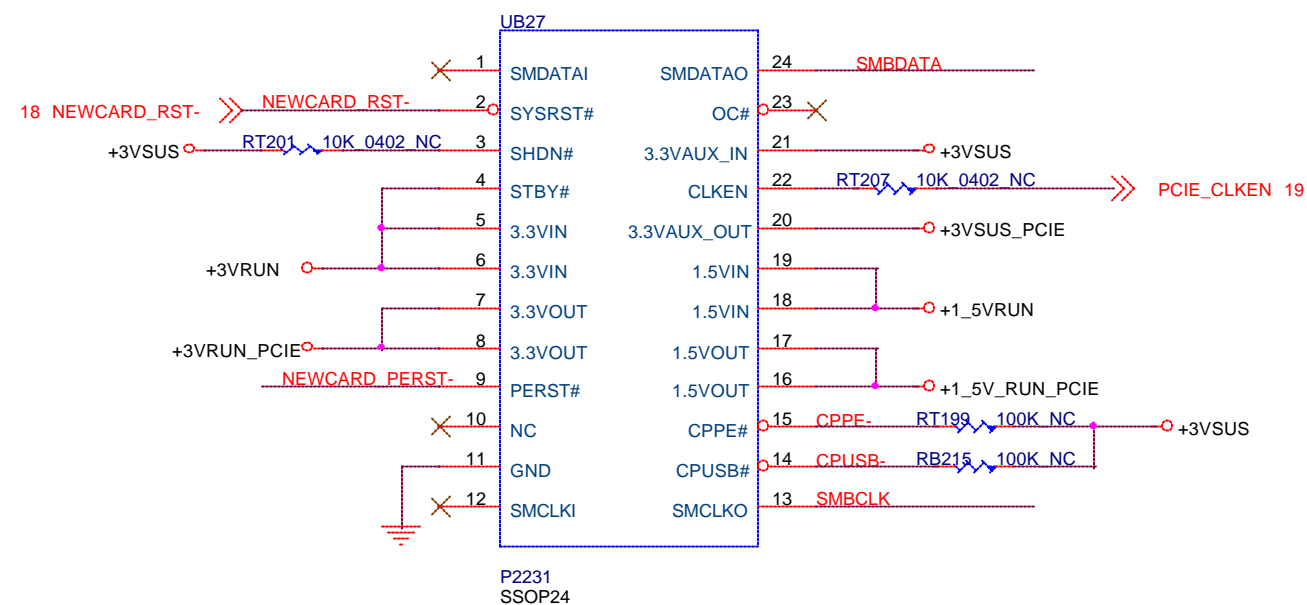 UB27
1 SMDATAI SMDATAO 24 SMBDATA
18 NEWCARD_RST- NEWCARD_RST- 2 SYSRST# OC# 23
+3VSUS RT201 10K_0402_NC 3 SHDN# 3.3VAUX_IN 21 +3VSUS
4 STBY# CLKEN 22 RT207 10K_0402_NC PCIE_CLKEN 19
5 3.3VIN 3.3VAUX_OUT 20 +3VSUS_PCIE
+3VRUN 6 3.3VIN 1.5VIN 19
7 3.3VOUT 1.5VIN 18 +1_5VRUN
+3VRUN_PCIE 8 3.3VOUT 1.5VOUT 17
NEWCARD_PERST- 9 PERST# 1.5VOUT 16 +1_5V_RUN_PCIE
10 NC CPPE# 15 CPPE- RT199 100K_NC +3VSUS
11 GND CPUSB# 14 CPUSB- RB215 100K_NC
12 SMCLKI SMCLKO 13 SMBCLK
P2231
SSOP24